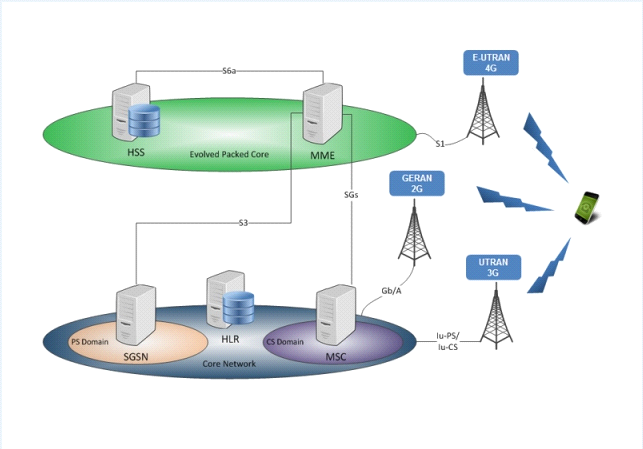 E-UTRAN
4G
S6a
HSS
Evolved Packed Core
MME
S1
GERAN
2G
SGs
S3
UTRAN
3G
Gb/A
PS Domain
SGSN
HLR
CS Domain
MSC
Core Network
Iu-PS/
Iu-CS